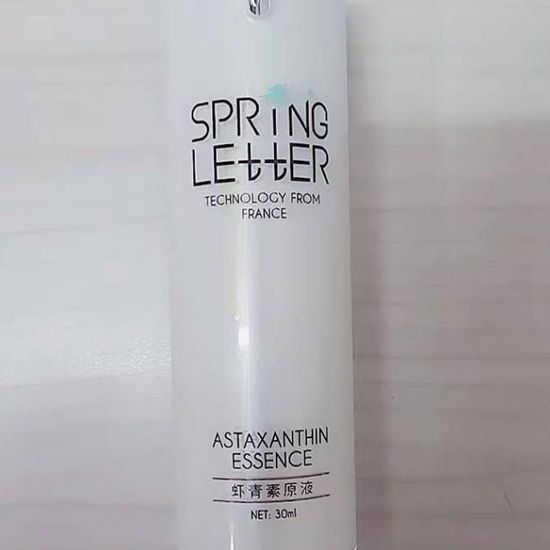 SPRiNG
LEttER
TECHNOLOGY FROM
FRANCE
ASTAXANTHIN
ESSENCE
虾青素原液
NET: 30ml